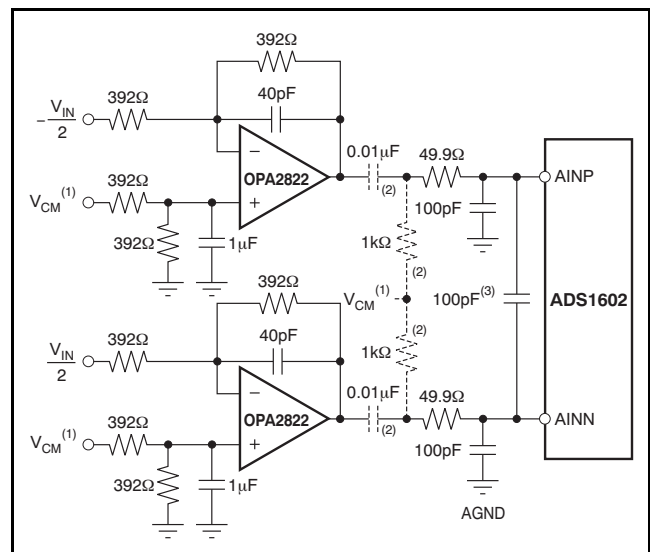 392Ω
392Ω
40pF
− V_IN
2
−
OPA2822
+
0.01μF
(2)
49.9Ω
AINP
392Ω
V_CM (1)
392Ω
1μF
100pF
1kΩ
(2)
392Ω
V_CM (1)
100pF (3)
ADS1602
40pF
(2)
1kΩ
392Ω
V_IN
2
−
OPA2822
+
0.01μF
(2)
49.9Ω
AINN
392Ω
V_CM (1)
392Ω
1μF
100pF
AGND